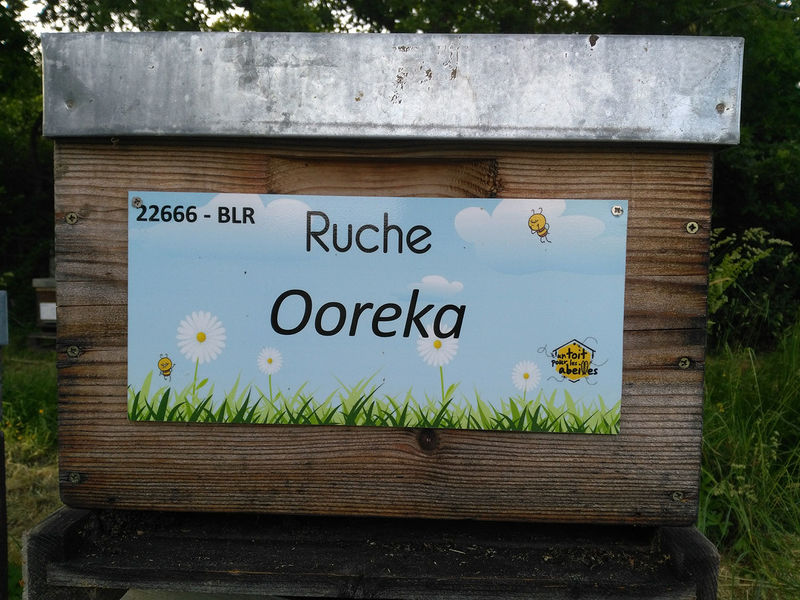 22666 - BLR
Ruche
Ooreka
un toit
pour les
abeilles